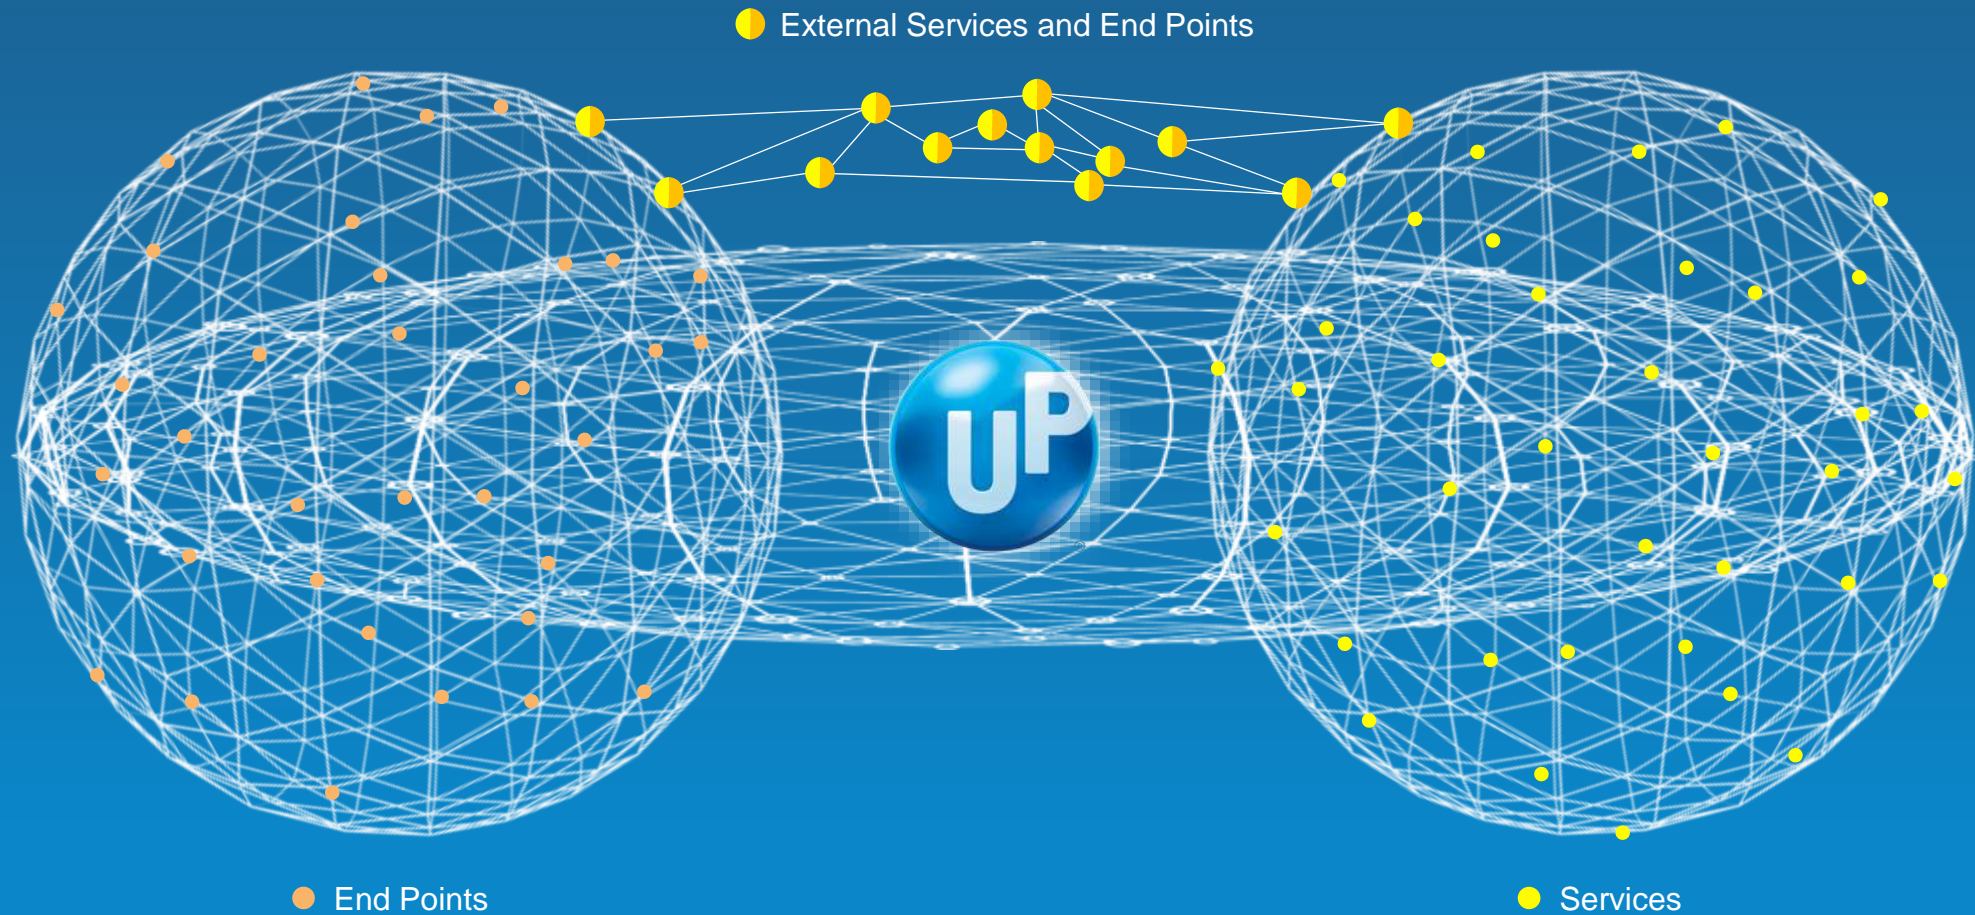 External Services and End Points
UP
End Points
Services